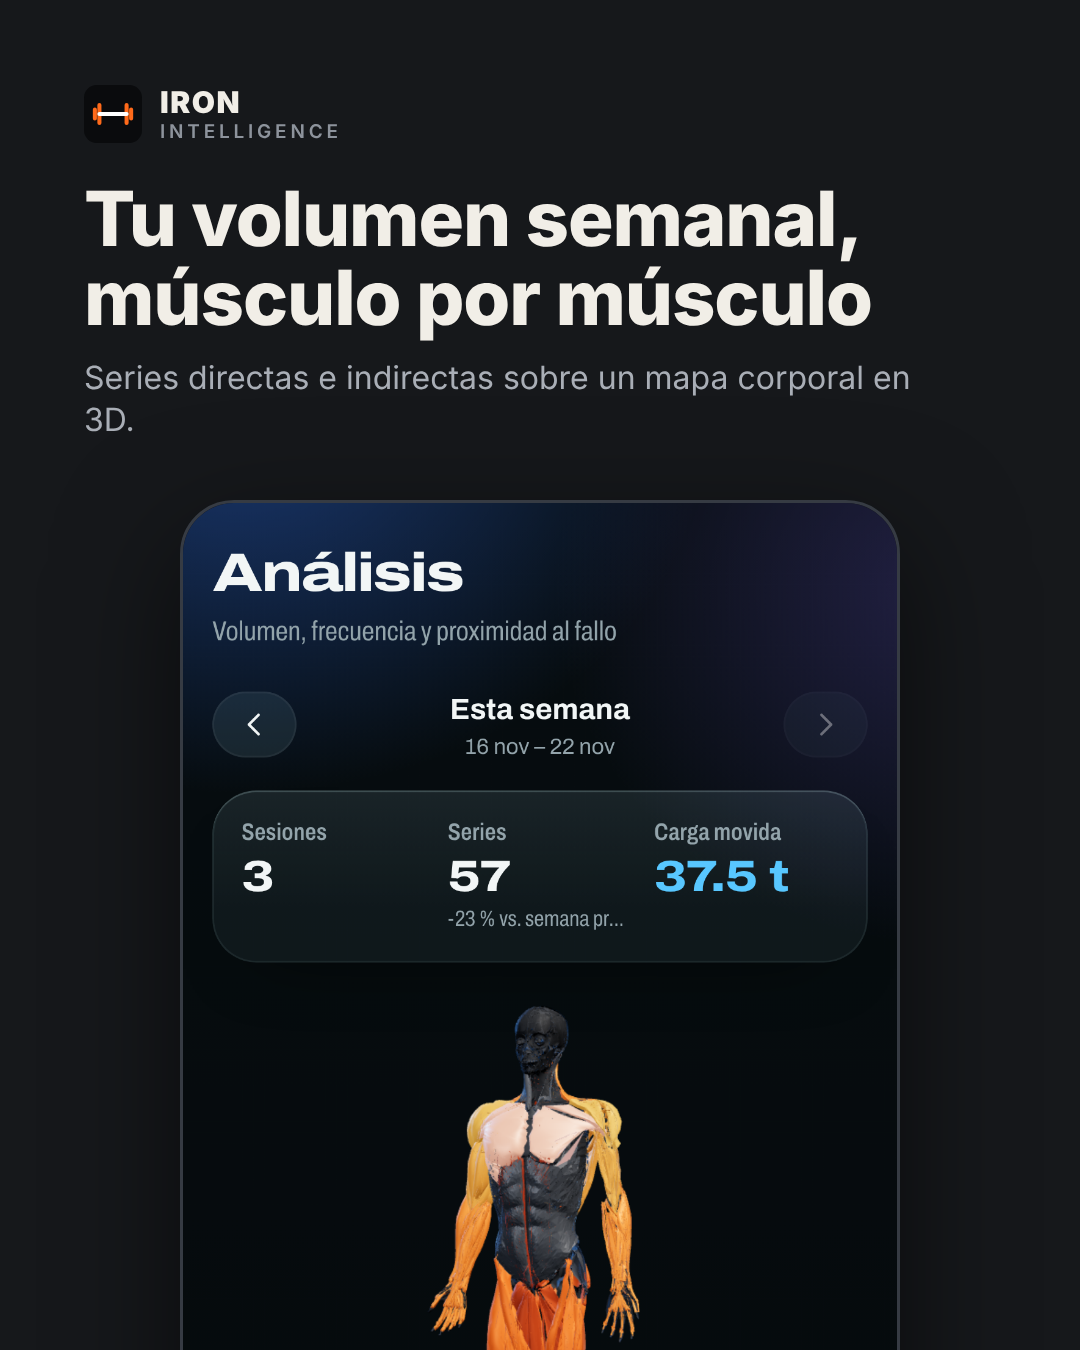 IRON
INTELLIGENCE
Tu volumen semanal,
músculo por músculo
Series directas e indirectas sobre un mapa corporal en
3D.
Análisis
Volumen, frecuencia y proximidad al fallo
Esta semana
16 nov – 22 nov
Sesiones
3
Series
57
-23 % vs. semana pr...
Carga movida
37.5 t